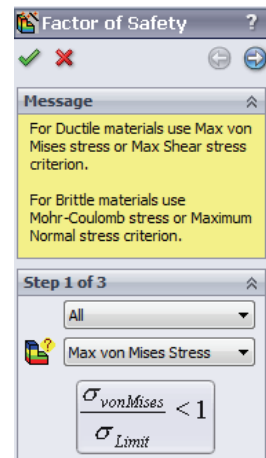 Factor of Safety ?
Message
For Ductile materials use Max von
Mises stress or Max Shear stress
criterion.
For Brittle materials use
Mohr-Coulomb stress or Maximum
Normal stress criterion.
Step 1 of 3
All
Max von Mises Stress
σ vonMises
σ Limit
< 1